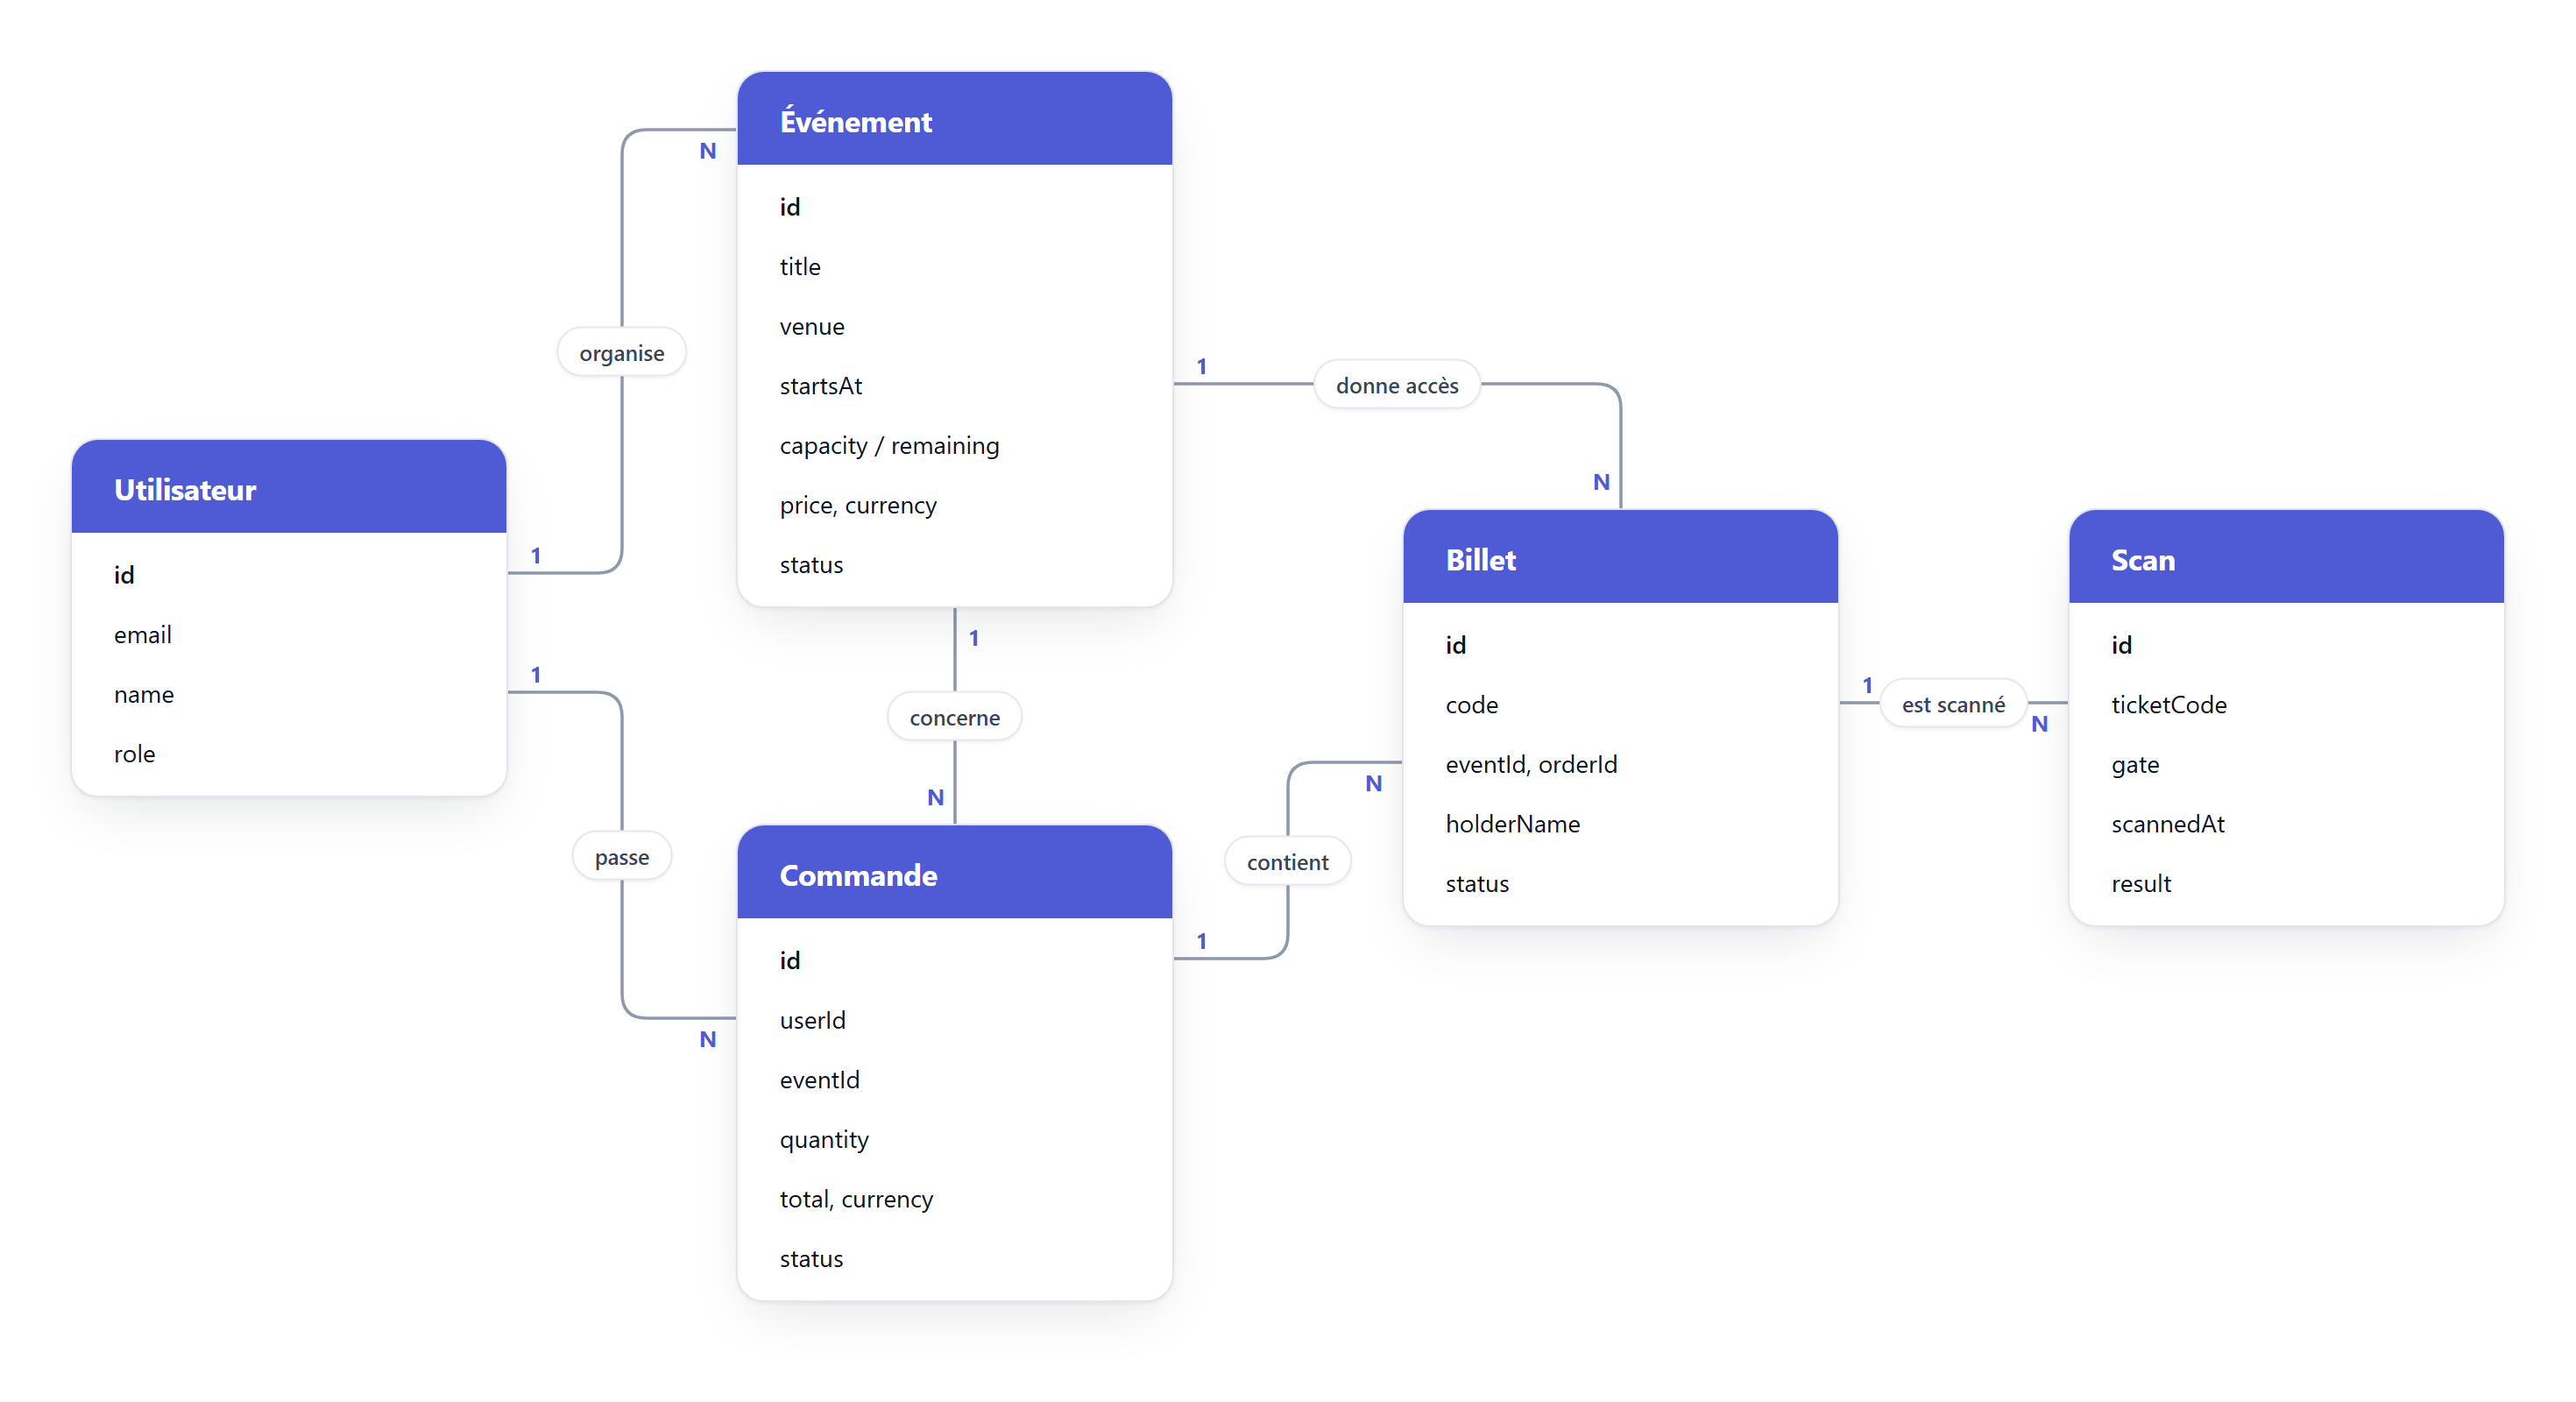 Événement
id
title
venue
startsAt
capacity / remaining
price, currency
status
N
organise
1
Utilisateur
id
email
name
role
1
passe
N
1
concerne
N
Commande
id
userId
eventId
quantity
total, currency
status
1
donne accès
N
1
contient
N
Billet
id
code
eventId, orderId
holderName
status
1
est scanné
N
Scan
id
ticketCode
gate
scannedAt
result